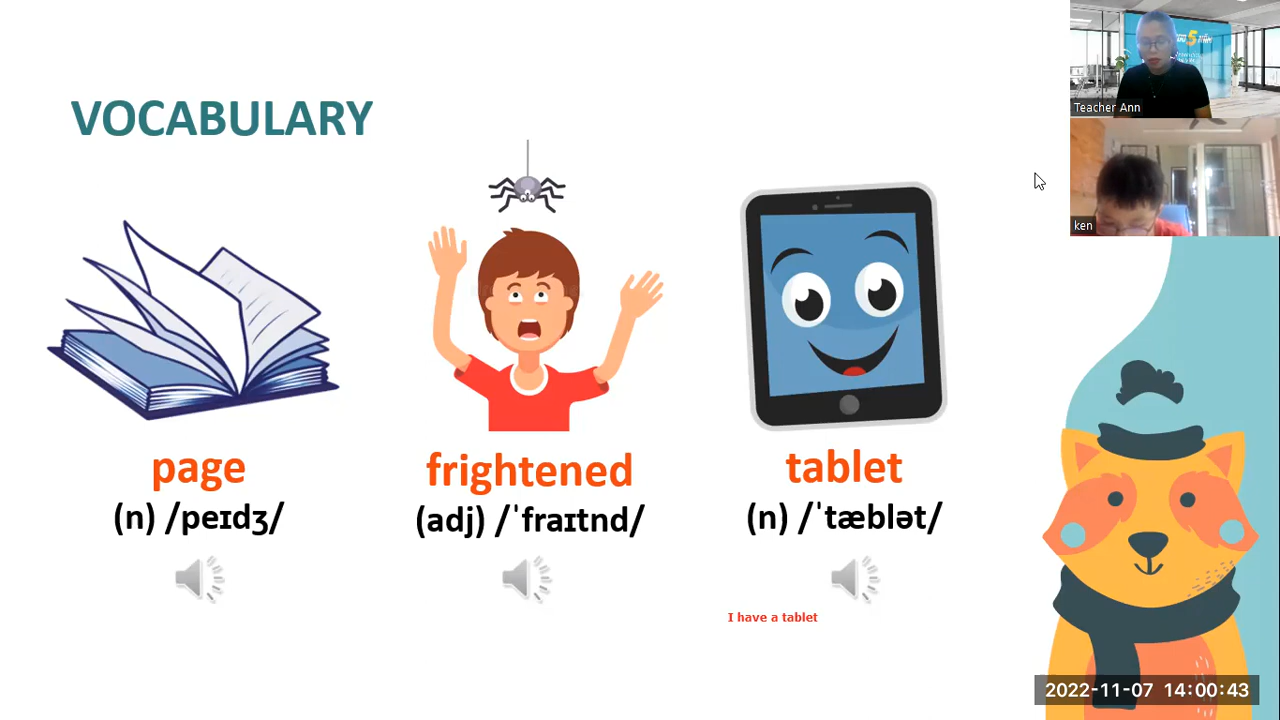 VOCABULARY
page
(n) /peɪdʒ/
frightened
(adj) /ˈfraɪtnd/
tablet
(n) /ˈtæblət/
I have a tablet
Teacher Ann
ken
2022-11-07 14:00:43